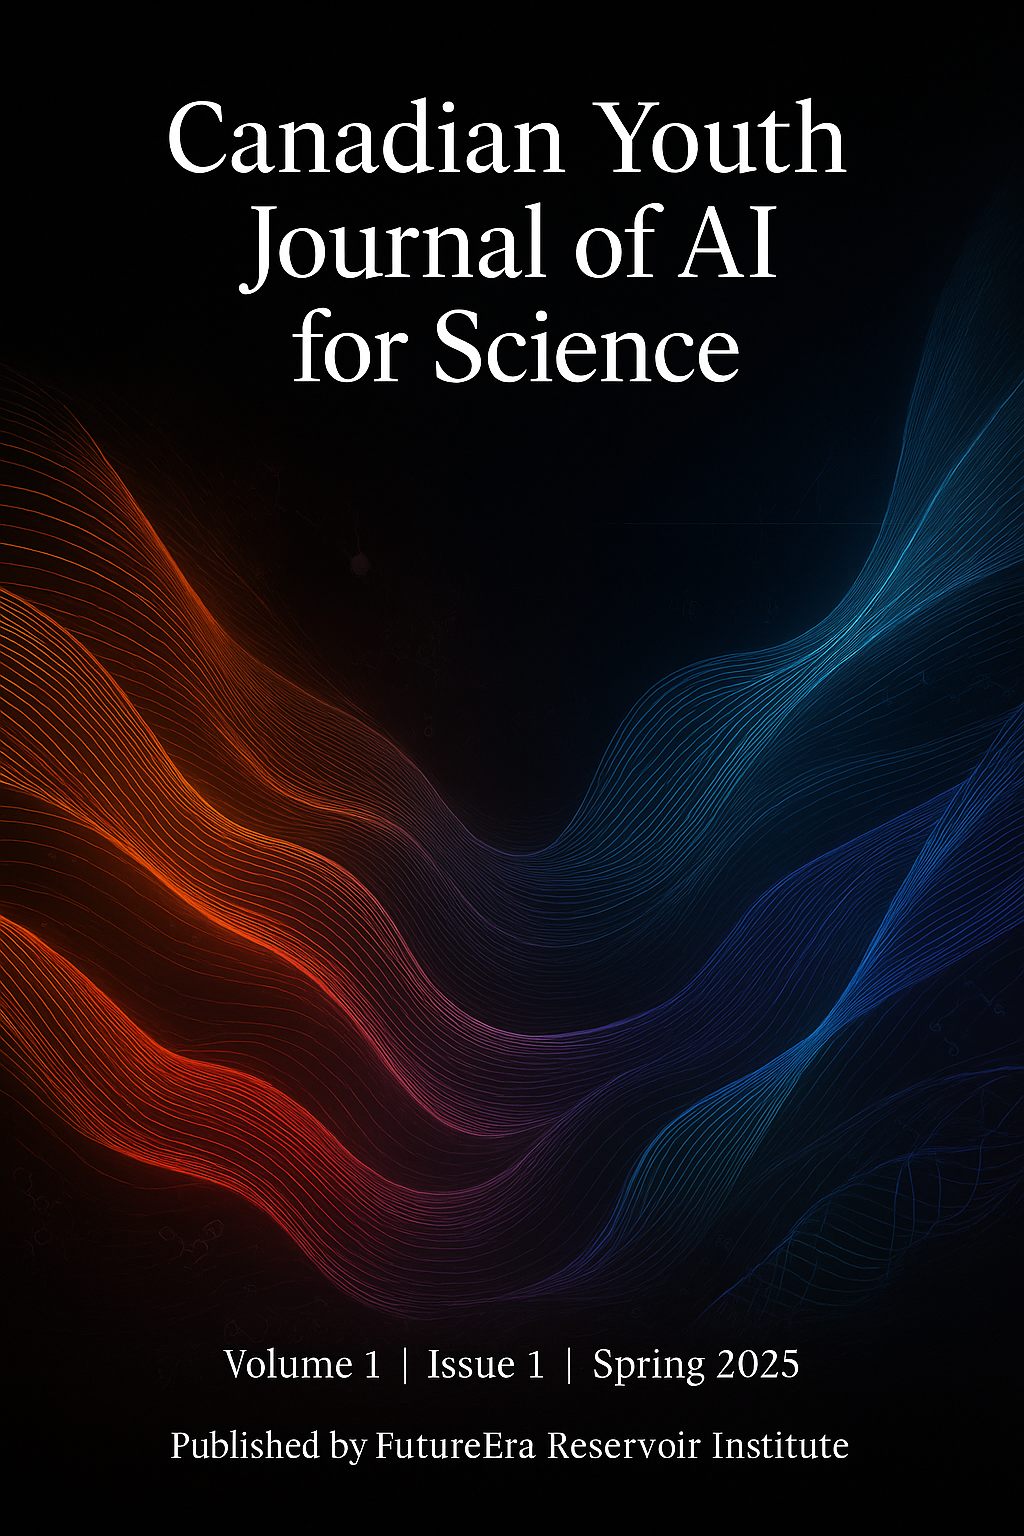 Canadian Youth
Journal of AI
for Science
Volume 1 | Issue 1 | Spring 2025
Published by FutureEra Reservoir Institute